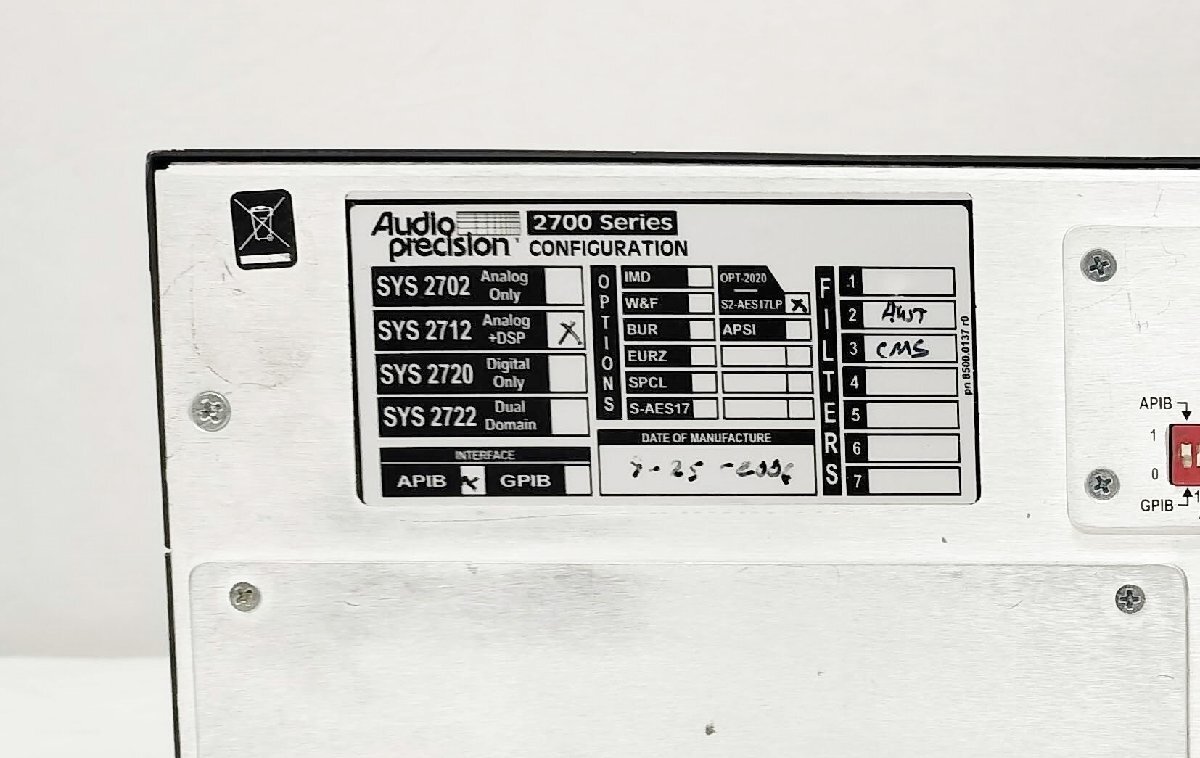 Audio precision
2700 Series
CONFIGURATION
SYS 2702 Analog Only
SYS 2712 Analog +DSP X
SYS 2720 Digital Only
SYS 2722 Dual Domain
INTERFACE
APIB X GPIB
OPTIONS
IMD
W&F
BUR
EURZ
SPCL
S-AES17
OPT-2020
S2-AES17LP X
APSI
DATE OF MANUFACTURE
FILTERS
1
2
3 CMS
4
5
6
7
pn 8500.0137 r0
APIB
1
0
GPIB
1